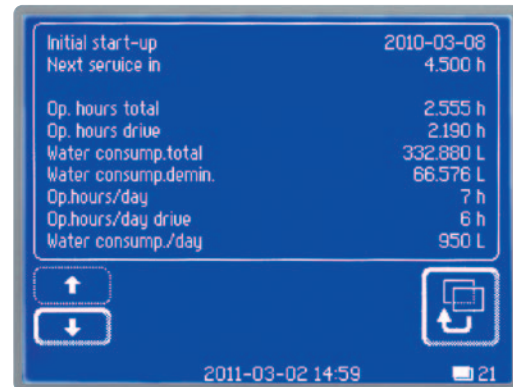 Initial start-up 2010-03-08
Next service in 4.500 h
Op. hours total 2.555 h
Op. hours drive 2.190 h
Water consump.total 332.880 L
Water consump.demin. 66.576 L
Op.hours/day 7 h
Op.hours/day drive 6 h
Water consump./day 950 L
2011-03-02 14:59 21